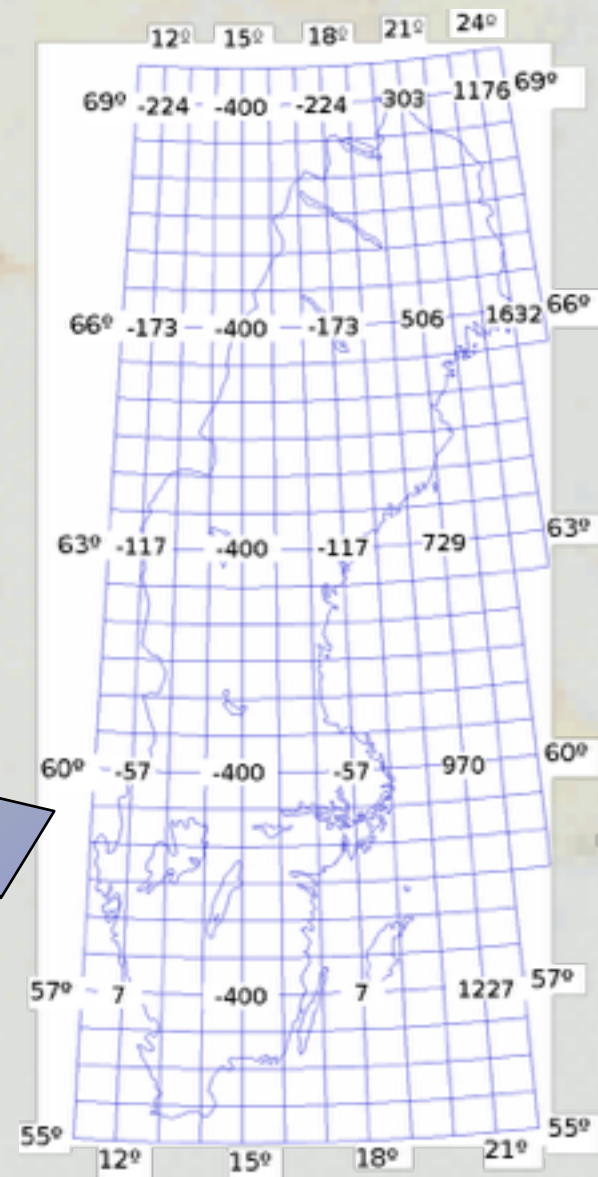 12º 15º 18º 21º 24º
69º -224 -400 -224 303 1176 69º
66º -173 -400 -173 506 1632 66º
63º -117 -400 -117 729 63º
60º -57 -400 -57 970 60º
57º 7 -400 7 1227 57º
55º 55º
12º 15º 18º 21º